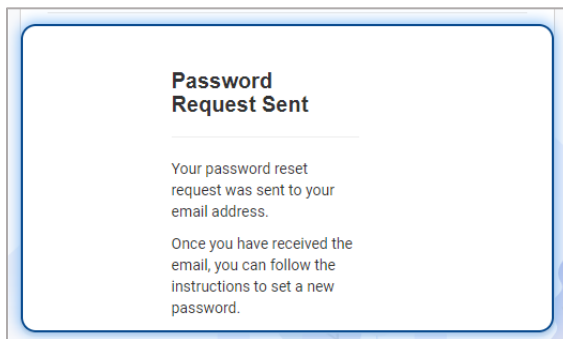 Password
Request Sent
Your password reset
request was sent to your
email address.
Once you have received the
email, you can follow the
instructions to set a new
password.